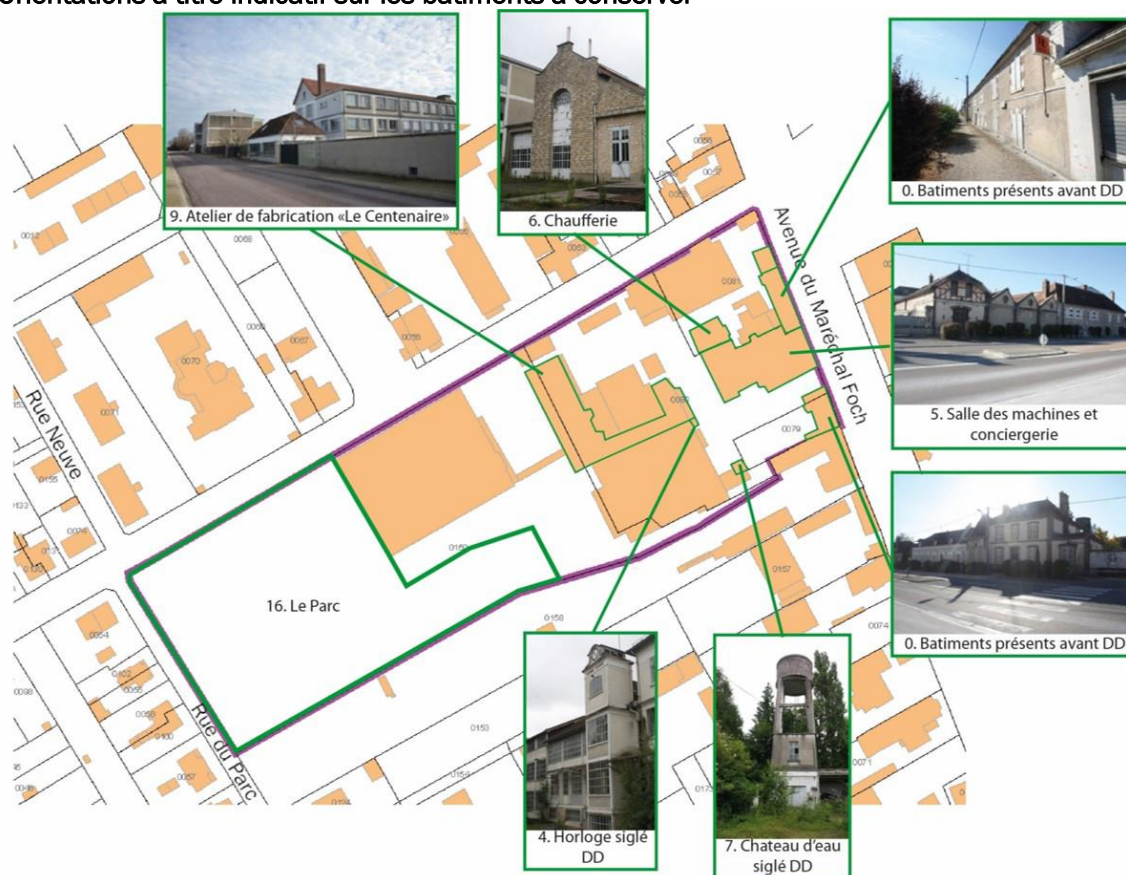 orientations à titre indicatif sur les bâtiments à conserver
9. Atelier de fabrication «Le Centenaire»
6. Chaufferie
0. Batiments présents avant DD
Avenue du Maréchal Foch
5. Salle des machines et
conciergerie
0. Batiments présents avant DD
Rue Neuve
16. Le Parc
Rue du Parc
4. Horloge siglé
DD
7. Chateau d'eau
siglé DD
0052
0068
0070
0071
0067
0081
0079
0158
0153
0157
0071